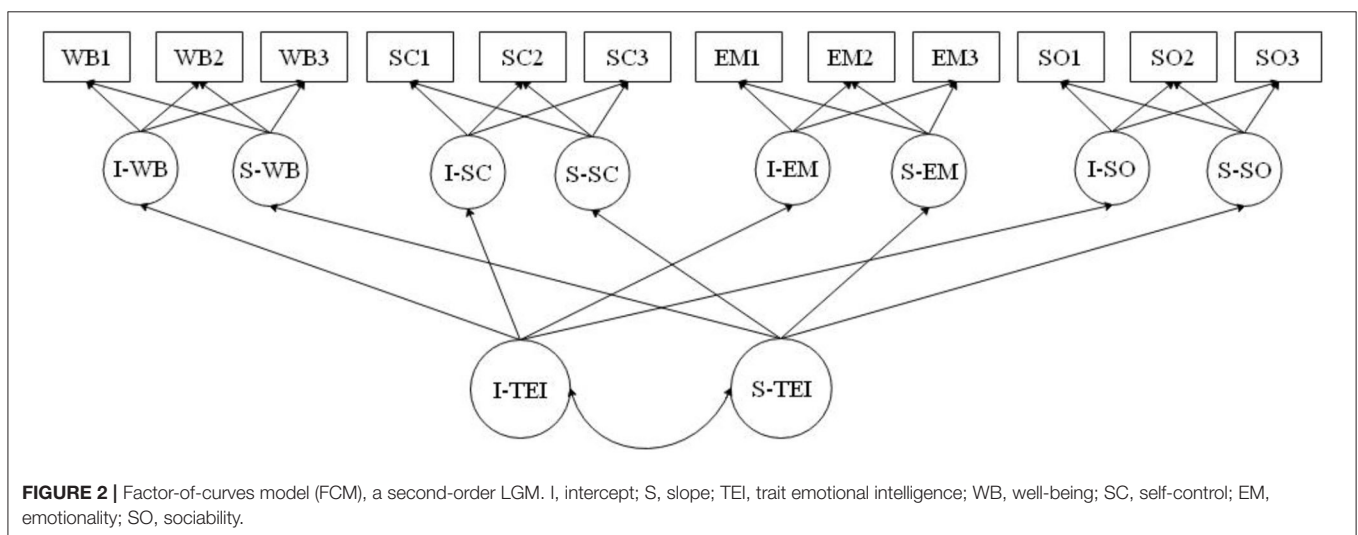 WB1 WB2 WB3 SC1 SC2 SC3 EM1 EM2 EM3 SO1 SO2 SO3
I-WB S-WB I-SC S-SC I-EM S-EM I-SO S-SO
I-TEI S-TEI
FIGURE 2 | Factor-of-curves model (FCM), a second-order LGM. I, intercept; S, slope; TEI, trait emotional intelligence; WB, well-being; SC, self-control; EM,
emotionality; SO, sociability.